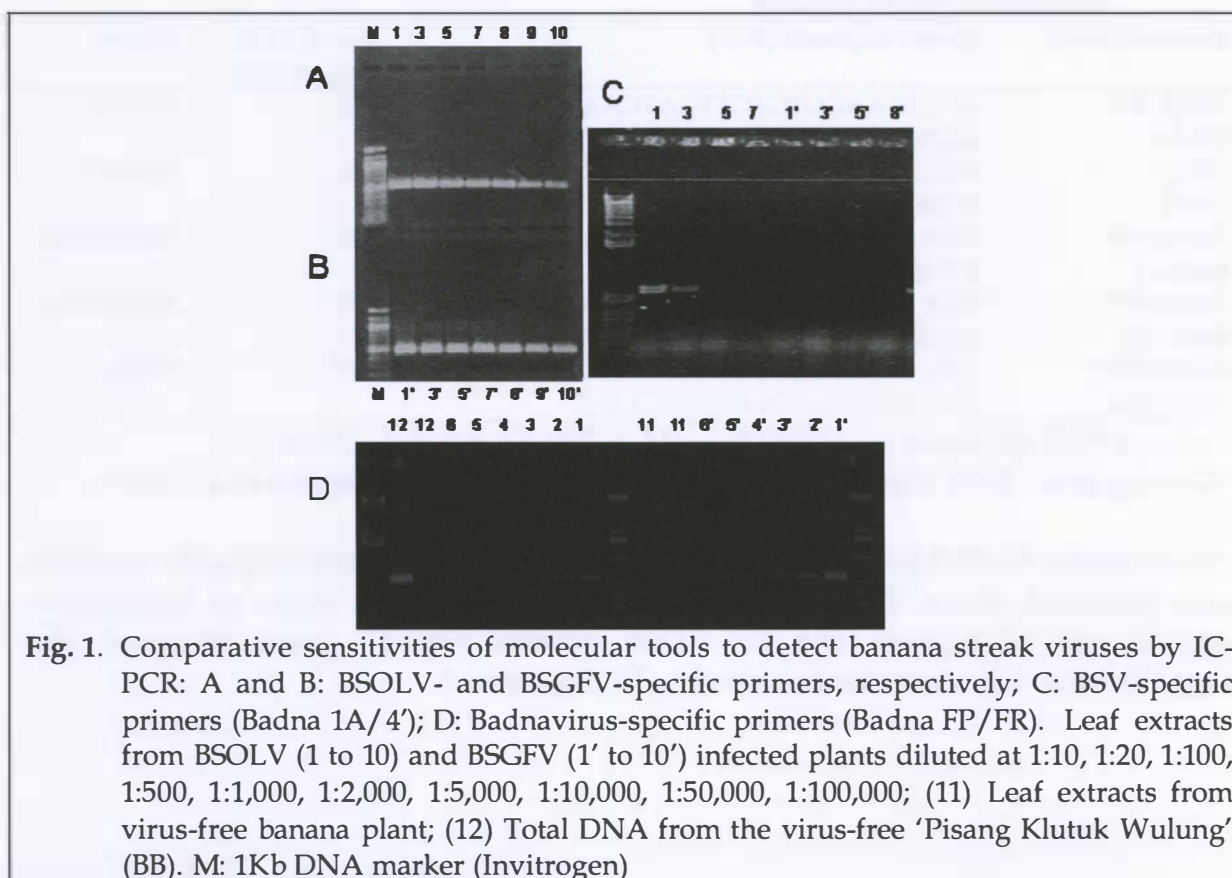 M 1 3 5 7 8 9 10
A
C
1 3 5 7 1' 3' 5' 8'
B
M 1' 3' 5' 7' 8' 9' 10'
12 12 6 5 4 3 2 1 11 11 6' 5' 4' 3' 2' 1'
D
Fig. 1. Comparative sensitivities of molecular tools to detect banana streak viruses by IC-
PCR: A and B: BSOLV- and BSGFV-specific primers, respectively; C: BSV-specific
primers (Badna 1A/4'); D: Badnavirus-specific primers (Badna FP/FR). Leaf extracts
from BSOLV (1 to 10) and BSGFV (1' to 10') infected plants diluted at 1:10, 1:20, 1:100,
1:500, 1:1,000, 1:2,000, 1:5,000, 1:10,000, 1:50,000, 1:100,000; (11) Leaf extracts from
virus-free banana plant; (12) Total DNA from the virus-free 'Pisang Klutuk Wulung'
(BB). M: 1Kb DNA marker (Invitrogen)